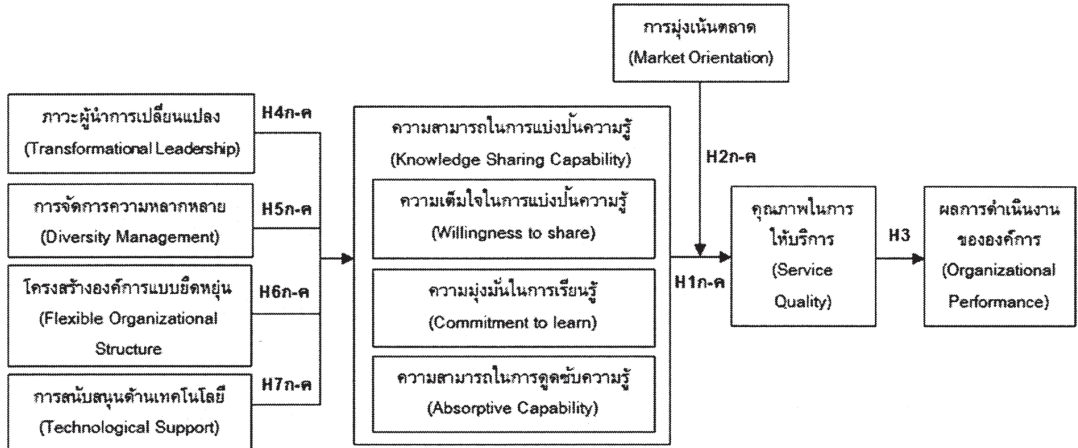 การมุ่งเน้นตลาด
(Market Orientation)
ภาวะผู้นำการเปลี่ยนแปลง
(Transformational Leadership)
H4ก-ค
การจัดการความหลากหลาย
(Diversity Management)
H5ก-ค
โครงสร้างองค์การแบบยืดหยุ่น
(Flexible Organizational
Structure
H6ก-ค
การสนับสนุนด้านเทคโนโลยี
(Technological Support)
H7ก-ค
ความสามารถในการแบ่งปันความรู้
(Knowledge Sharing Capability)
ความเต็มใจในการแบ่งปันความรู้
(Willingness to share)
ความมุ่งมั่นในการเรียนรู้
(Commitment to learn)
ความสามารถในการดูดซับความรู้
(Absorptive Capability)
H2ก-ค
H1ก-ค
คุณภาพในการ
ให้บริการ
(Service
Quality)
H3
ผลการดำเนินงาน
ขององค์การ
(Organizational
Performance)